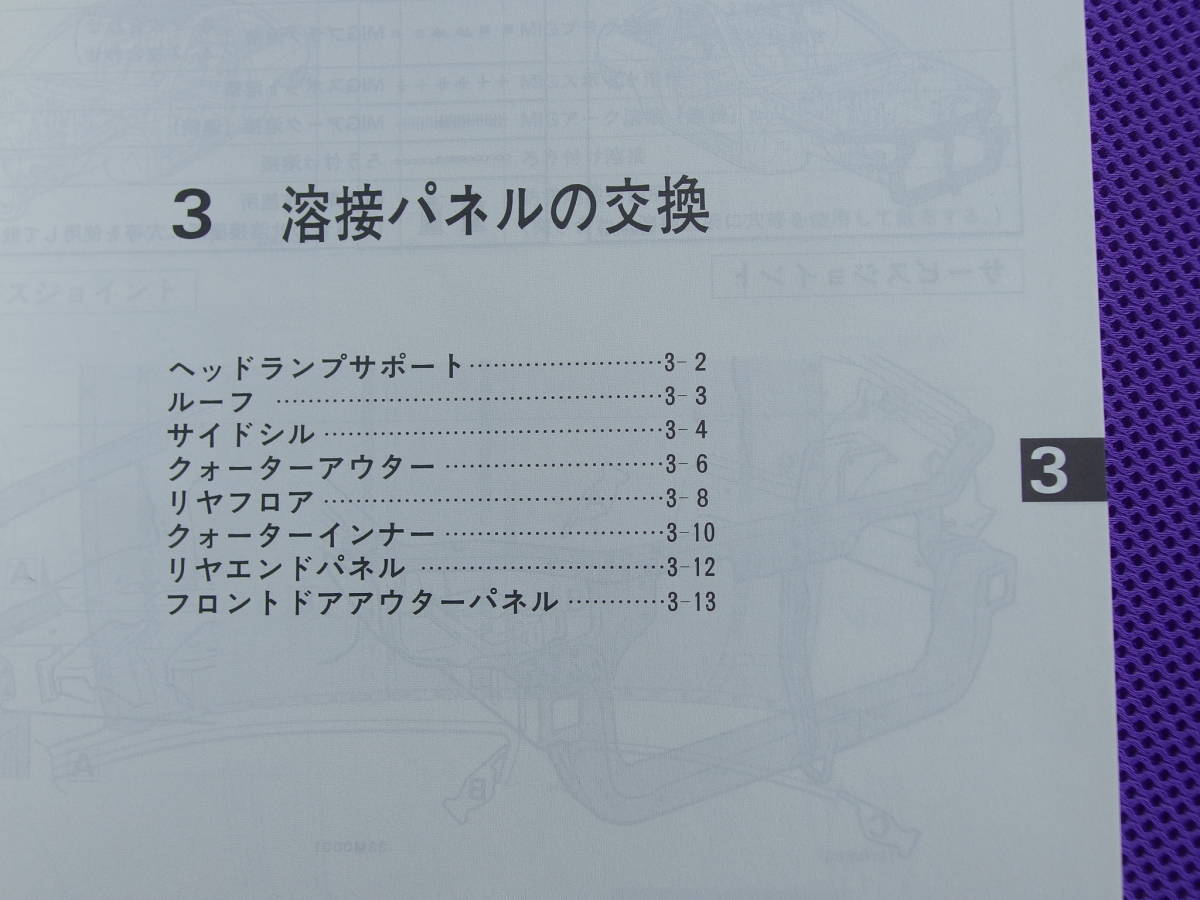 3 溶接パネルの交換
ヘッドランプサポート……………………3-2
ルーフ ………………………………………3-3
サイドシル……………………………………3-4
クォーターアウター………………………3-6
リヤフロア……………………………………3-8
クォーターインナー………………………3-10
リヤエンドパネル …………………………3-12
フロントドアアウターパネル…………3-13
3